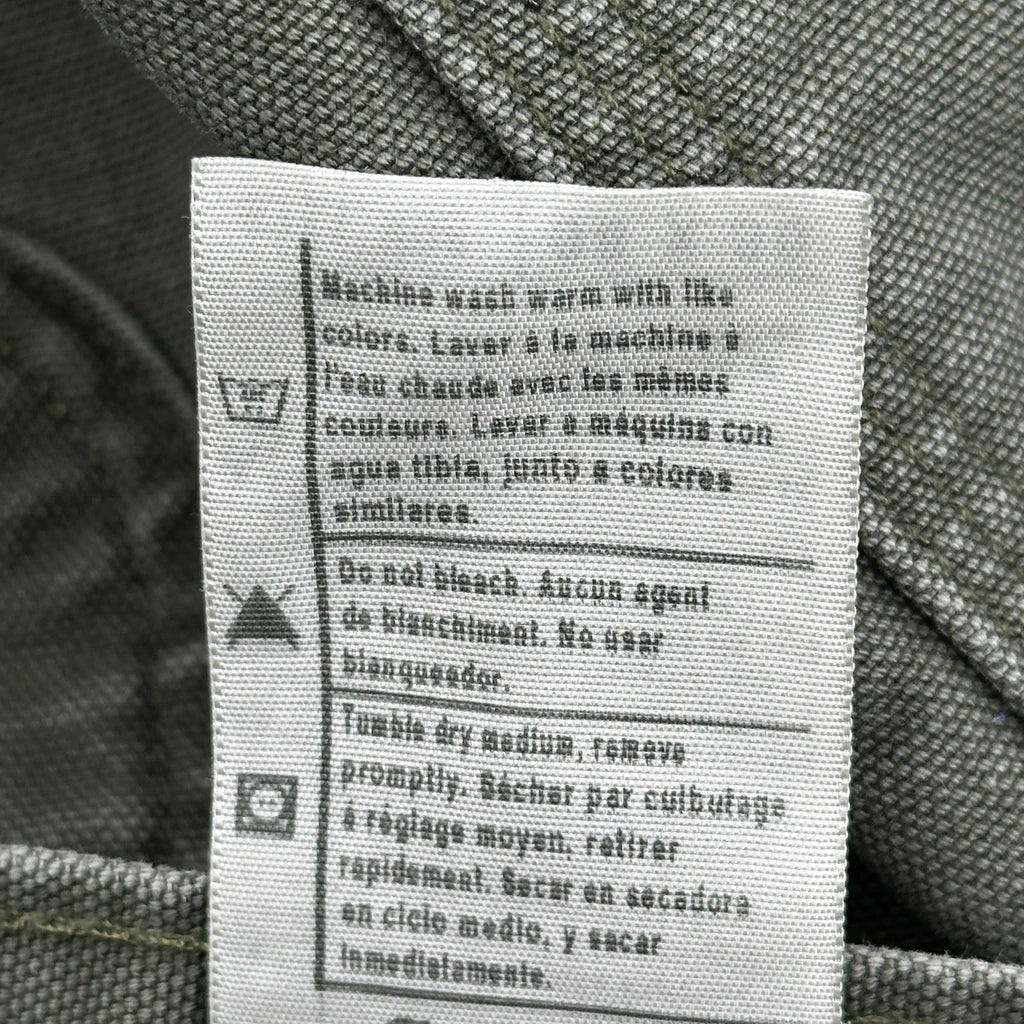 Machine wash warm with like
colors. Laver à la machine à
l'eau chaude avec les mêmes
couleurs. Lavar a máquina con
agua tibia, junto a colores
similares.
Do not bleach. Aucun agent
de blanchiment. No usar
blanqueador.
Tumble dry medium, remove
promptly. Sécher par culbutage
à réglage moyen, retirer
rapidement. Secar en secadora
en ciclo medio, y sacar
inmediatamente.